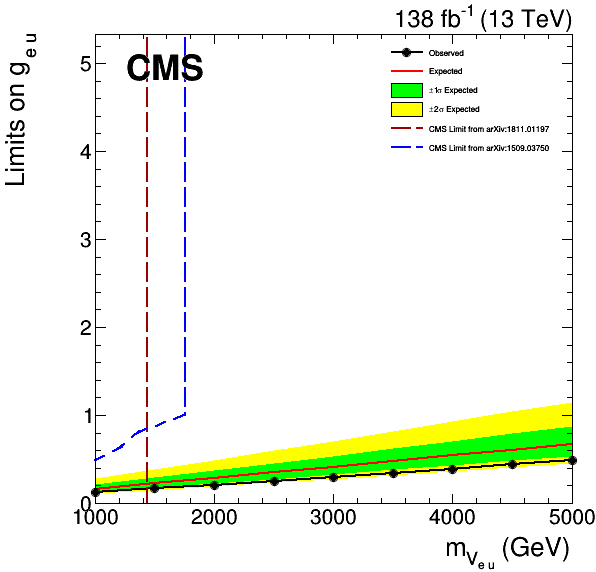 138 fb⁻¹ (13 TeV)
Limits on g e u
CMS
Observed
Expected
±1σ Expected
±2σ Expected
CMS Limit from arXiv:1811.01197
CMS Limit from arXiv:1509.03750
5
4
3
2
1
0
1000 2000 3000 4000 5000
m V e u (GeV)